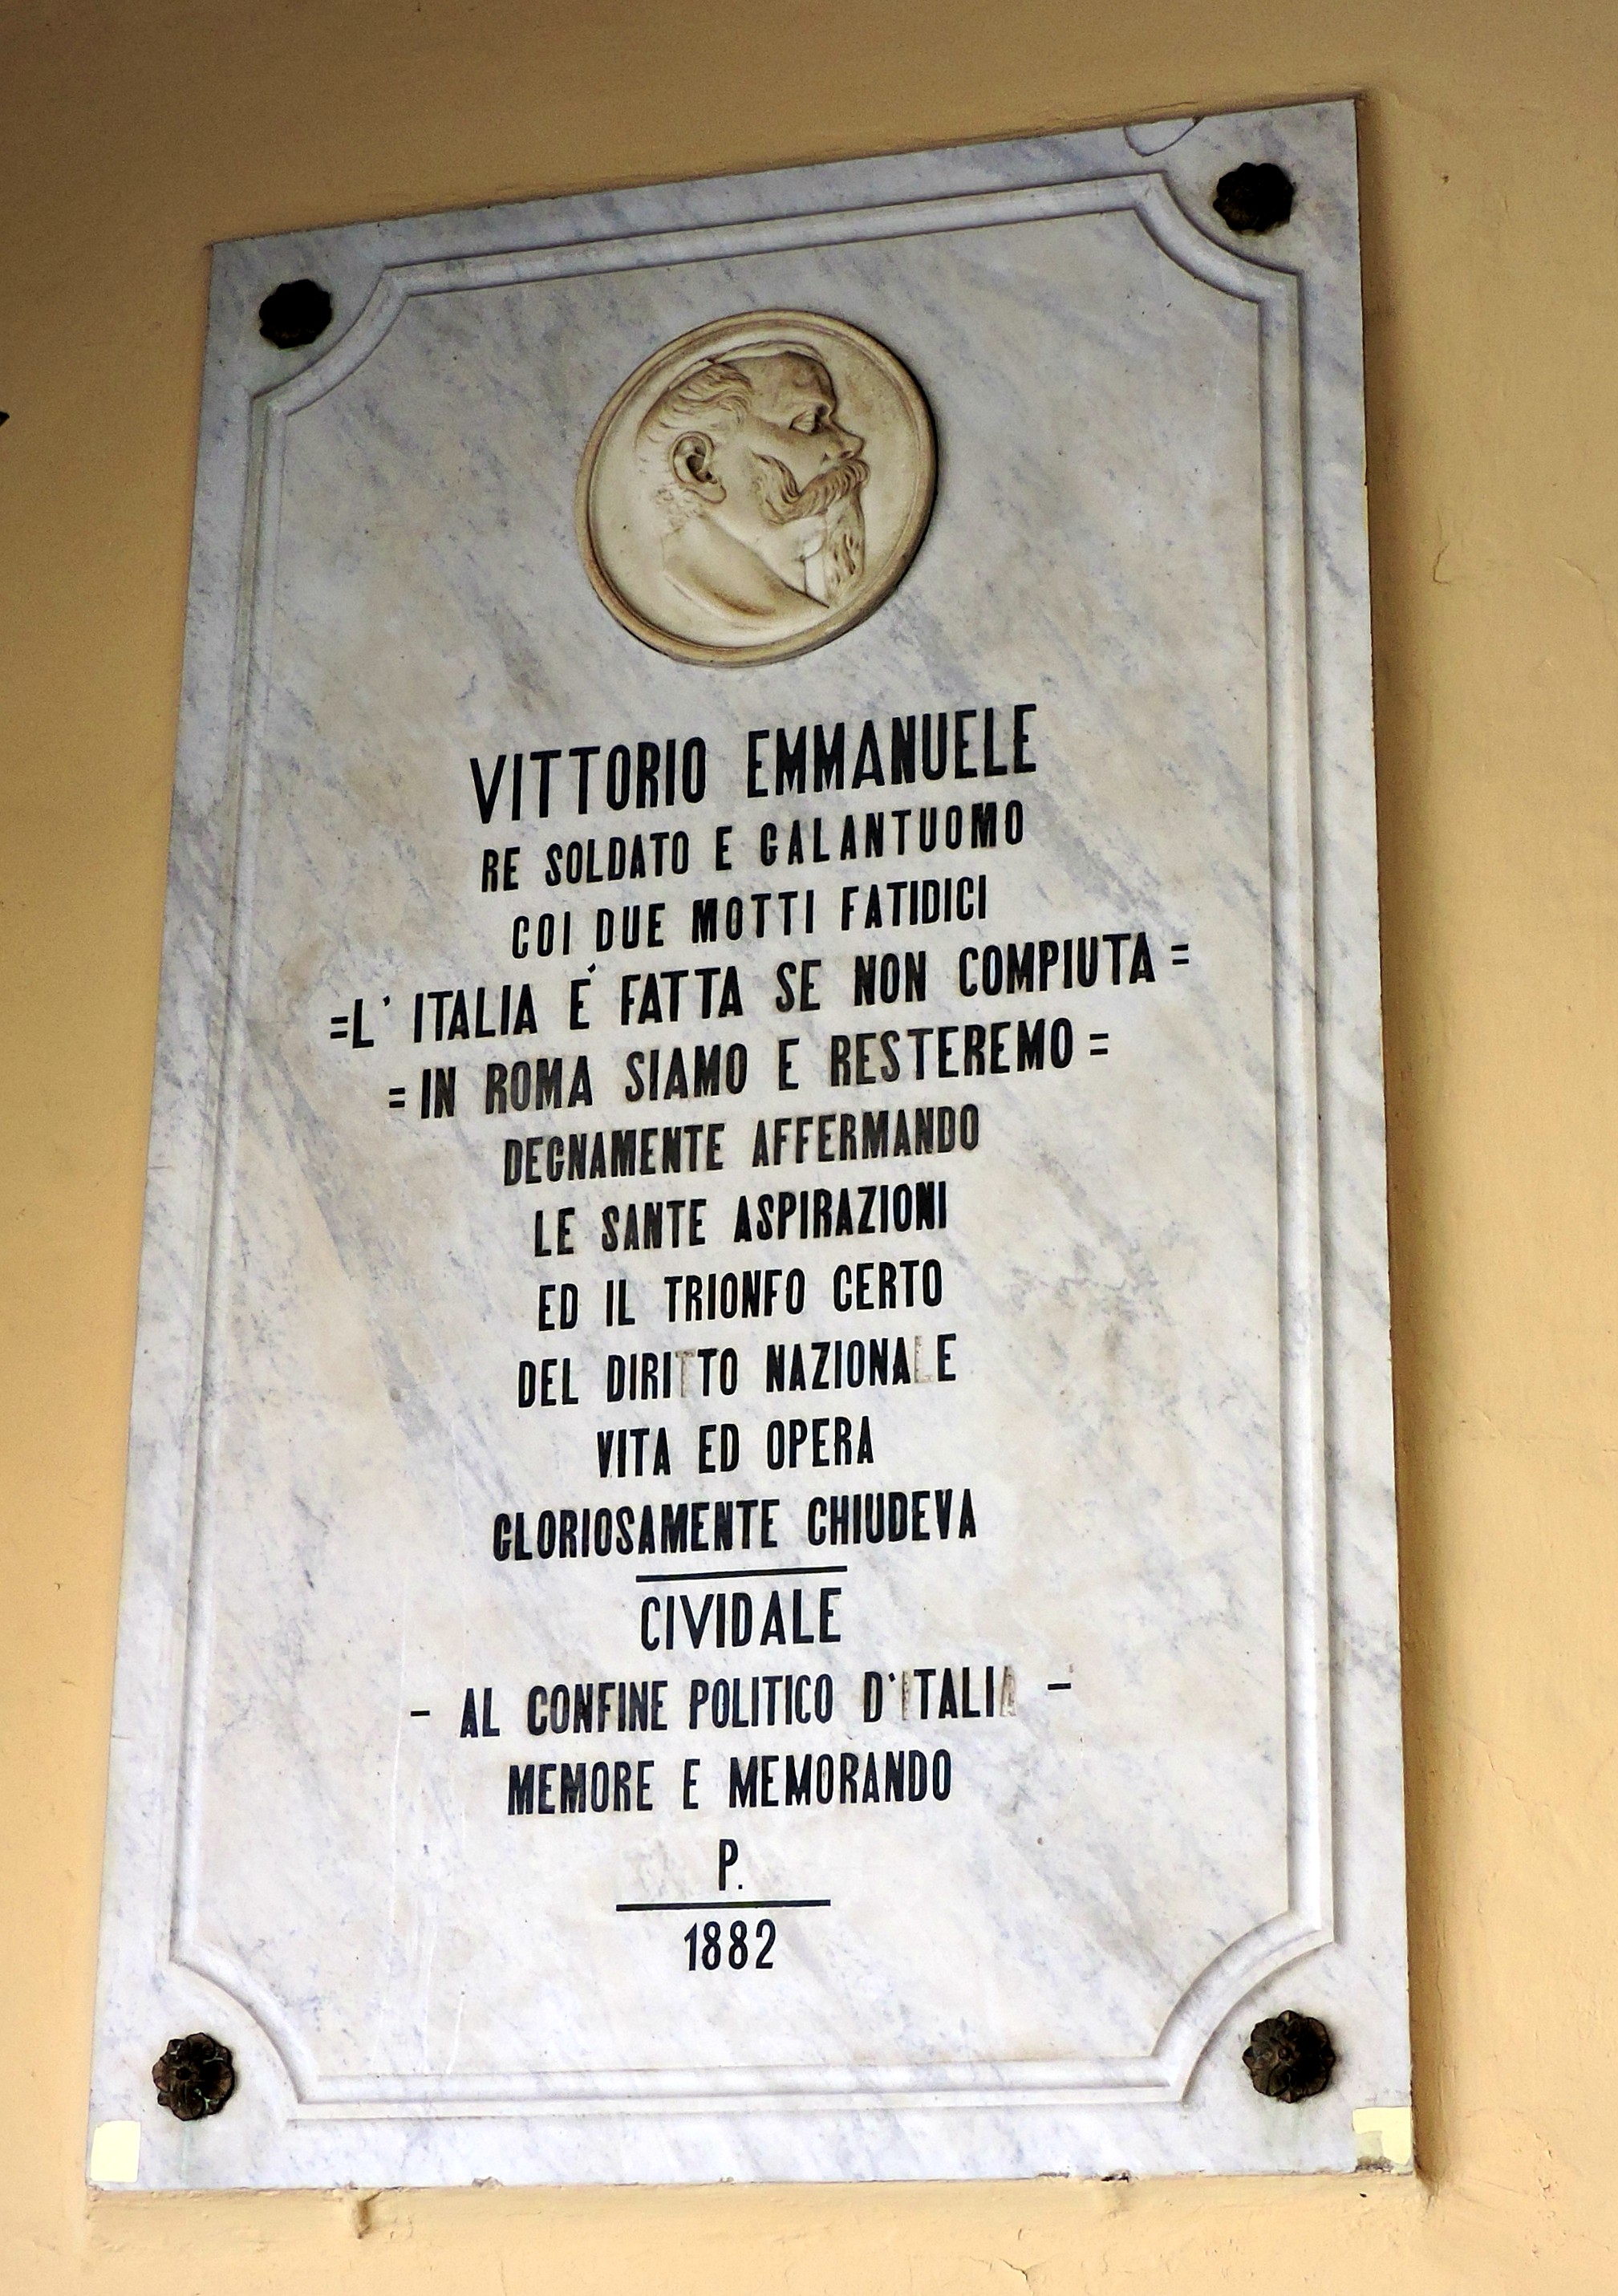 VITTORIO EMMANUELE
RE SOLDATO E GALANTUOMO
COI DUE MOTTI FATIDICI
=L' ITALIA É FATTA SE NON COMPIUTA=
=IN ROMA SIAMO E RESTEREMO=
DEGNAMENTE AFFERMANDO
LE SANTE ASPIRAZIONI
ED IL TRIONFO CERTO
DEL DIRITTO NAZIONALE
VITA ED OPERA
GLORIOSAMENTE CHIUDEVA
CIVIDALE
- AL CONFINE POLITICO D'ITALIA -
MEMORE E MEMORANDO
P.
1882